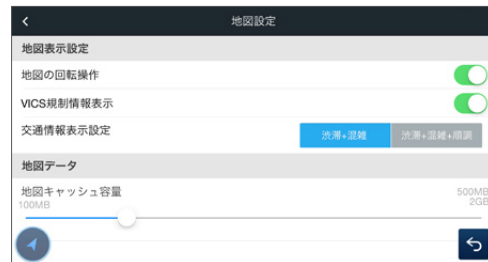 地図設定
地図表示設定
地図の回転操作
VICS規制情報表示
交通情報表示設定
渋滞+混雑 渋滞+混雑+順調
地図データ
地図キャッシュ容量 500MB
100MB 2GB